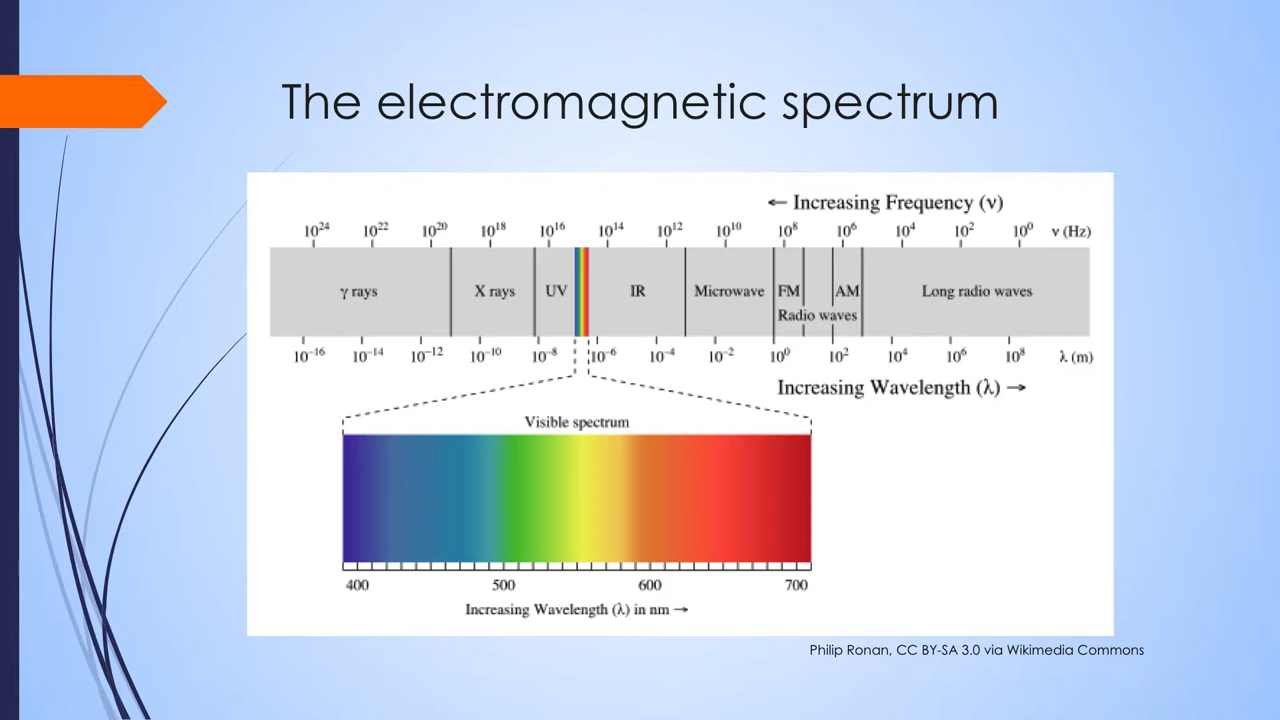 The electromagnetic spectrum
← Increasing Frequency (ν)
10²⁴ 10²² 10²⁰ 10¹⁸ 10¹⁶ 10¹⁴ 10¹² 10¹⁰ 10⁸ 10⁶ 10⁴ 10² 10⁰ ν (Hz)
γ rays X rays UV IR Microwave FM AM Long radio waves
Radio waves
10⁻¹⁶ 10⁻¹⁴ 10⁻¹² 10⁻¹⁰ 10⁻⁸ 10⁻⁶ 10⁻⁴ 10⁻² 10⁰ 10² 10⁴ 10⁶ 10⁸ λ (m)
Increasing Wavelength (λ) →
Visible spectrum
400 500 600 700
Increasing Wavelength (λ) in nm →
Philip Ronan, CC BY-SA 3.0 via Wikimedia Commons